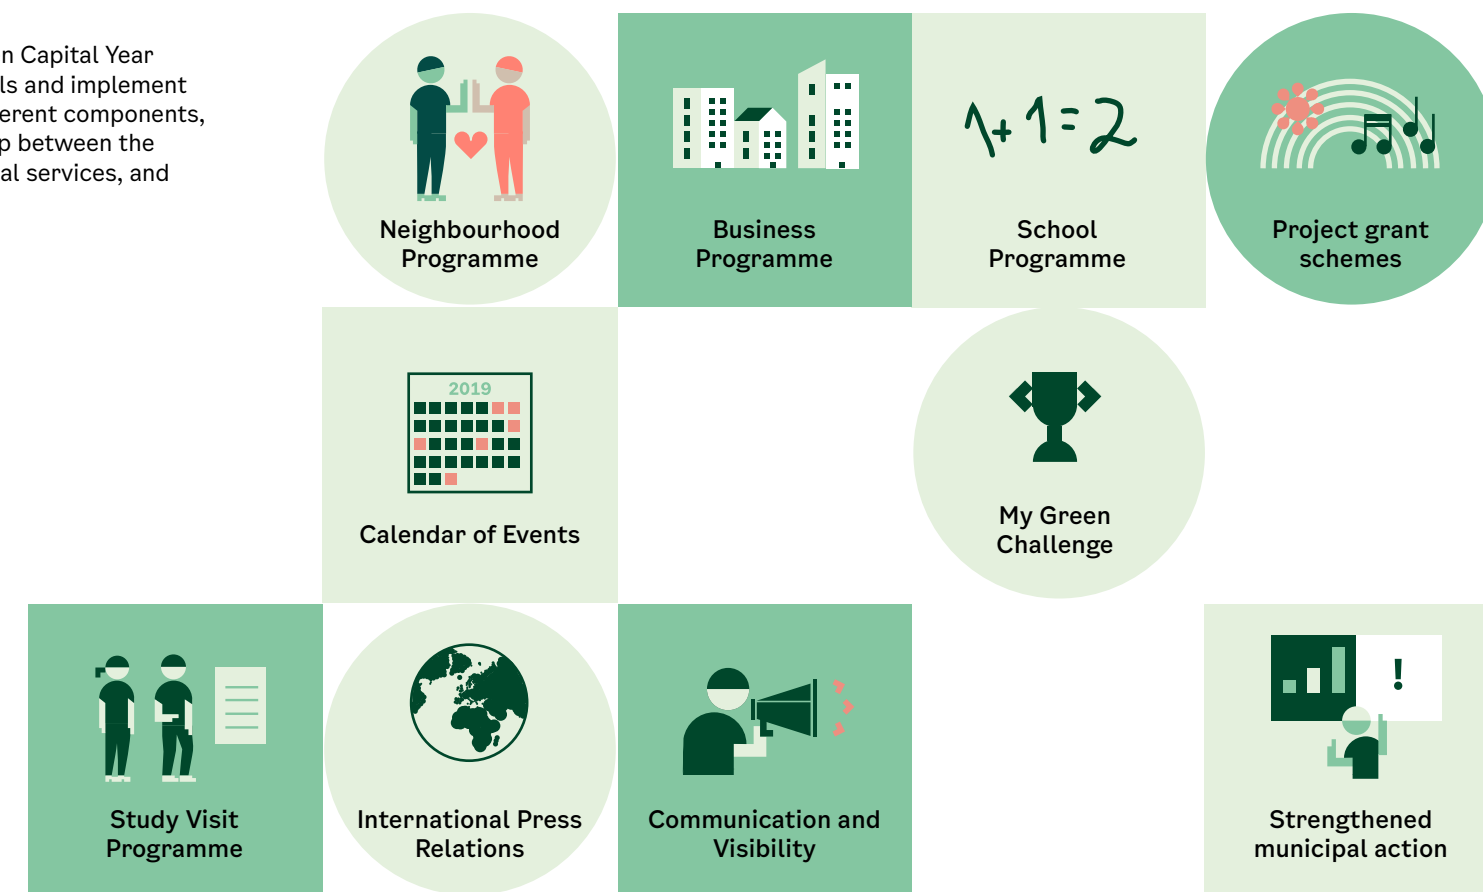 n Capital Year
ls and implement
erent components,
p between the
al services, and
Neighbourhood
Programme
Business
Programme
1 + 1 = 2
School
Programme
Project grant
schemes
2019
Calendar of Events
My Green
Challenge
Study Visit
Programme
International Press
Relations
Communication and
Visibility
!
Strengthened
municipal action